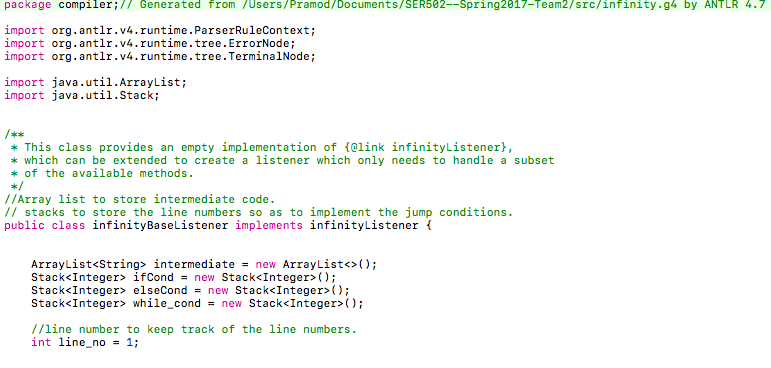 package compiler;// Generated from /Users/Pramod/Documents/SER502--Spring2017-Team2/src/infinity.g4 by ANTLR 4.7
import org.antlr.v4.runtime.ParserRuleContext;
import org.antlr.v4.runtime.tree.ErrorNode;
import org.antlr.v4.runtime.tree.TerminalNode;

import java.util.ArrayList;
import java.util.Stack;

/**
 * This class provides an empty implementation of {@link infinityListener},
 * which can be extended to create a listener which only needs to handle a subset
 * of the available methods.
 */
//Array list to store intermediate code.
// stacks to store the line numbers so as to implement the jump conditions.
public class infinityBaseListener implements infinityListener {

    ArrayList<String> intermediate = new ArrayList<>();
    Stack<Integer> ifCond = new Stack<Integer>();
    Stack<Integer> elseCond = new Stack<Integer>();
    Stack<Integer> while_cond = new Stack<Integer>();

    //line number to keep track of the line numbers.
    int line_no = 1;